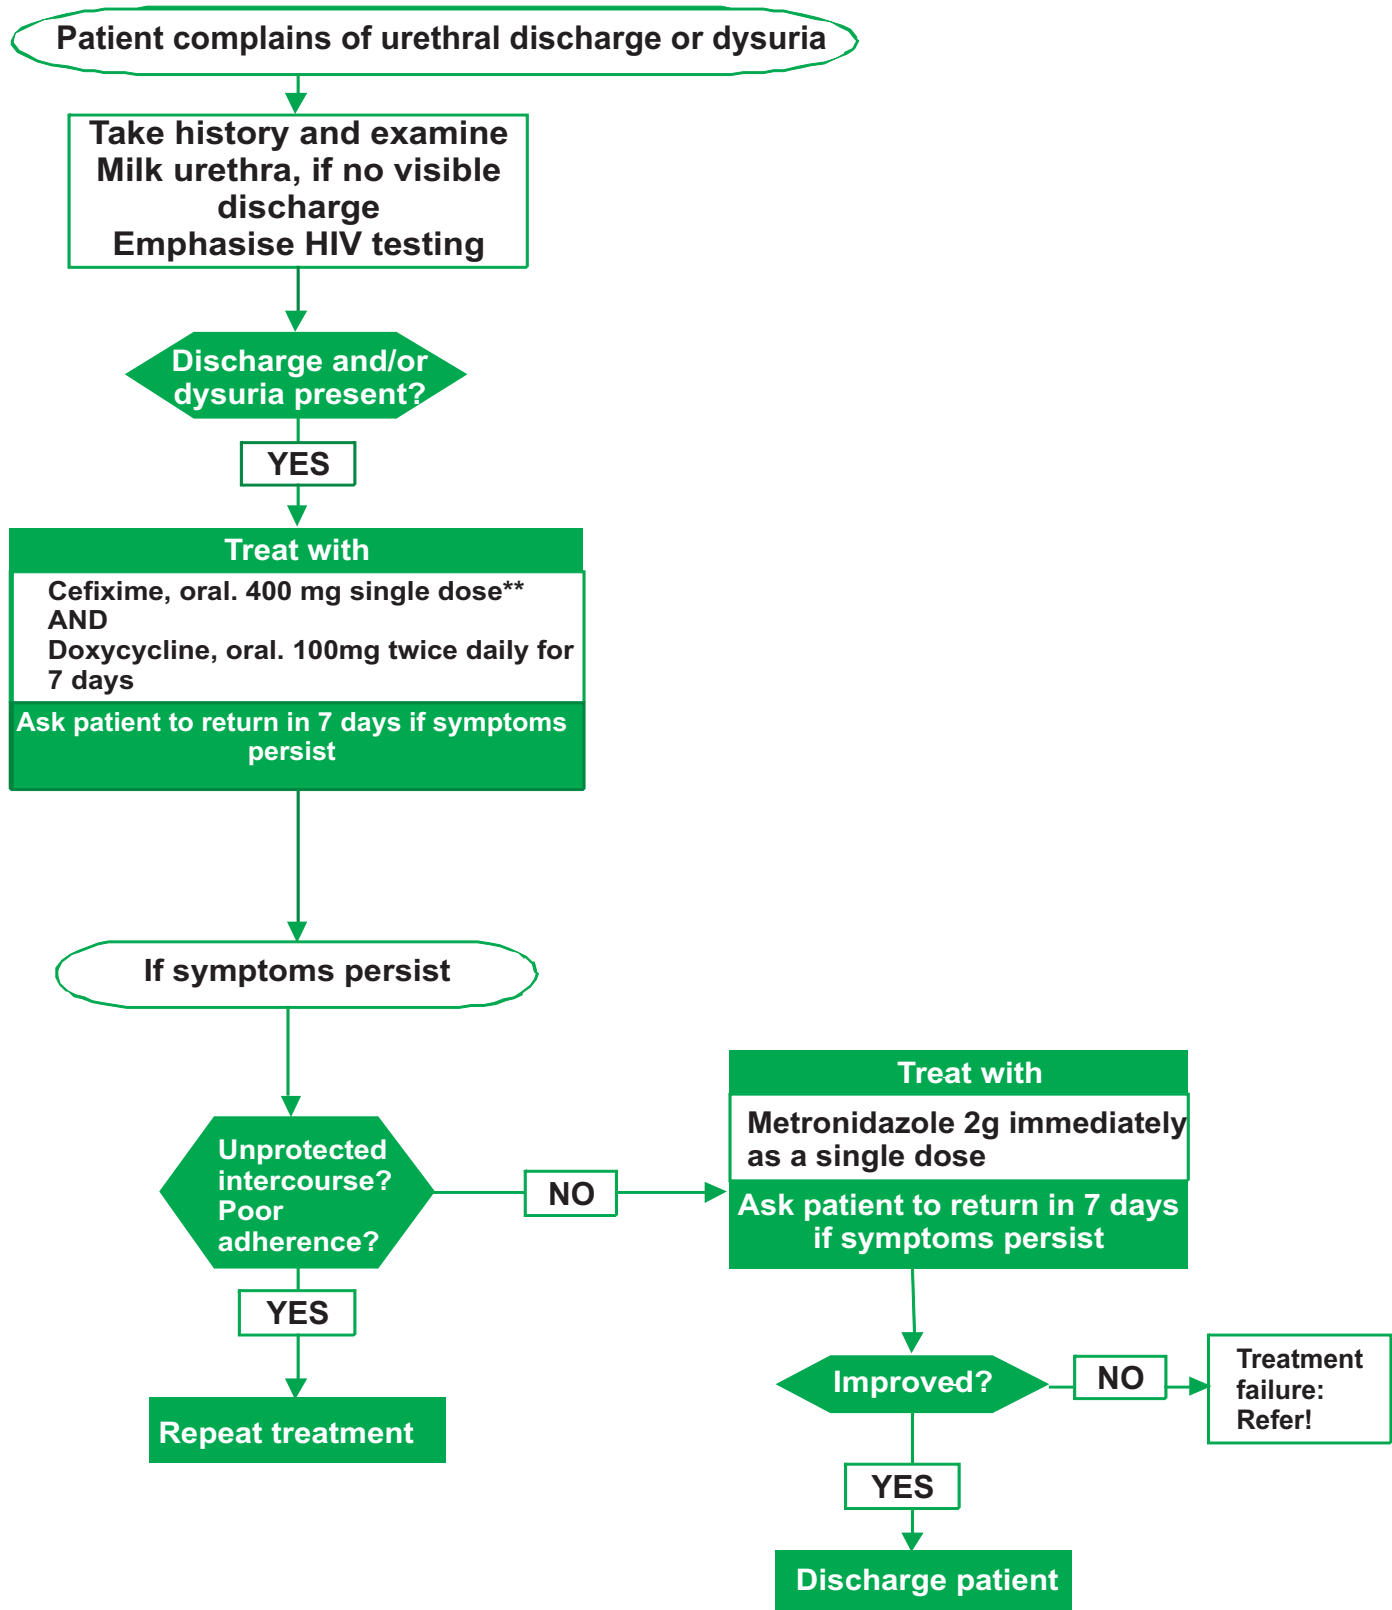 Patient complains of urethral discharge or dysuria
Take history and examine
Milk urethra, if no visible
discharge
Emphasise HIV testing
Discharge and/or
dysuria present?
YES
Treat with
Cefixime, oral. 400 mg single dose**
AND
Doxycycline, oral. 100mg twice daily for
7 days
Ask patient to return in 7 days if symptoms
persist
If symptoms persist
Unprotected
intercourse?
Poor
adherence?
NO
YES
Repeat treatment
Treat with
Metronidazole 2g immediately
as a single dose
Ask patient to return in 7 days
if symptoms persist
Improved?
NO
Treatment
failure:
Refer!
YES
Discharge patient